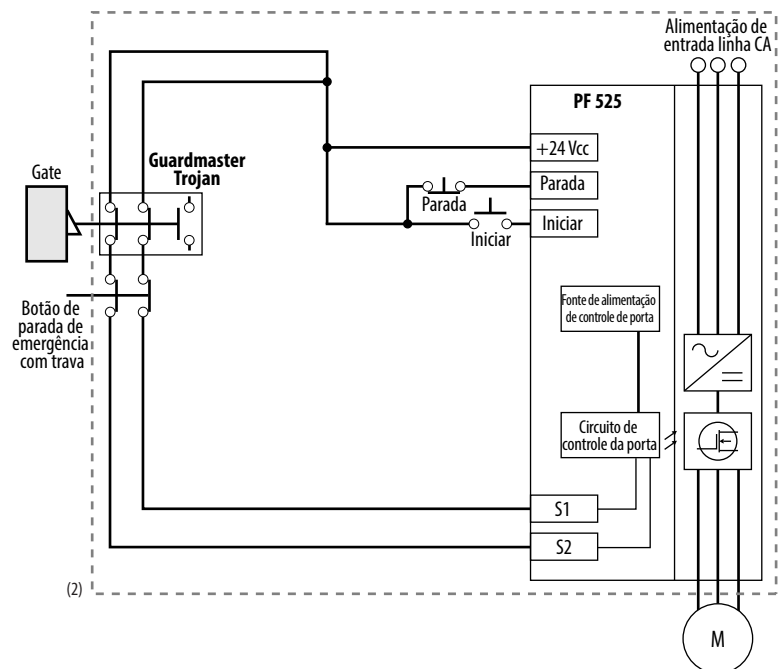 Alimentação de
entrada linha CA
PF 525
+24 Vcc
Guardmaster
Trojan
Gate
Parada
Parada
Iniciar
Iniciar
Fonte de alimentação
de controle de porta
Botão de
parada de
emergência
com trava
Circuito de
controle da porta
S1
S2
(2)
M